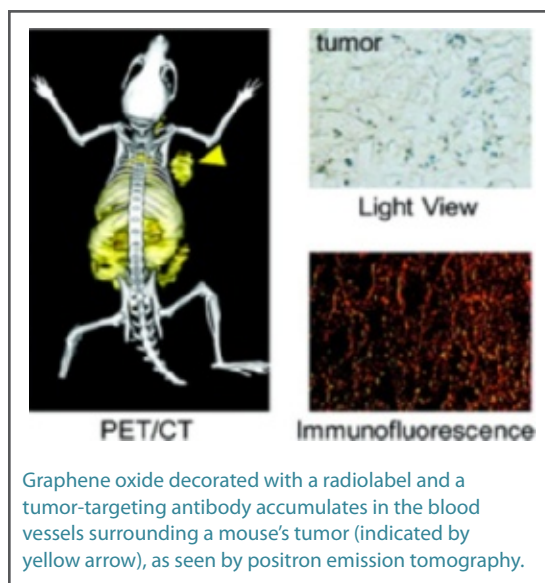 tumor
Light View
PET/CT
Immunofluorescence
Graphene oxide decorated with a radiolabel and a
tumor-targeting antibody accumulates in the blood
vessels surrounding a mouse's tumor (indicated by
yellow arrow), as seen by positron emission tomography.